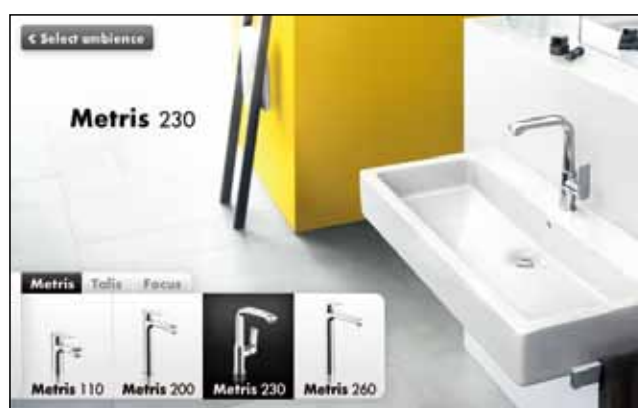 < Select ambience
Metris 230
Metris Talis Focus
Metris 110 Metris 200 Metris 230 Metris 260